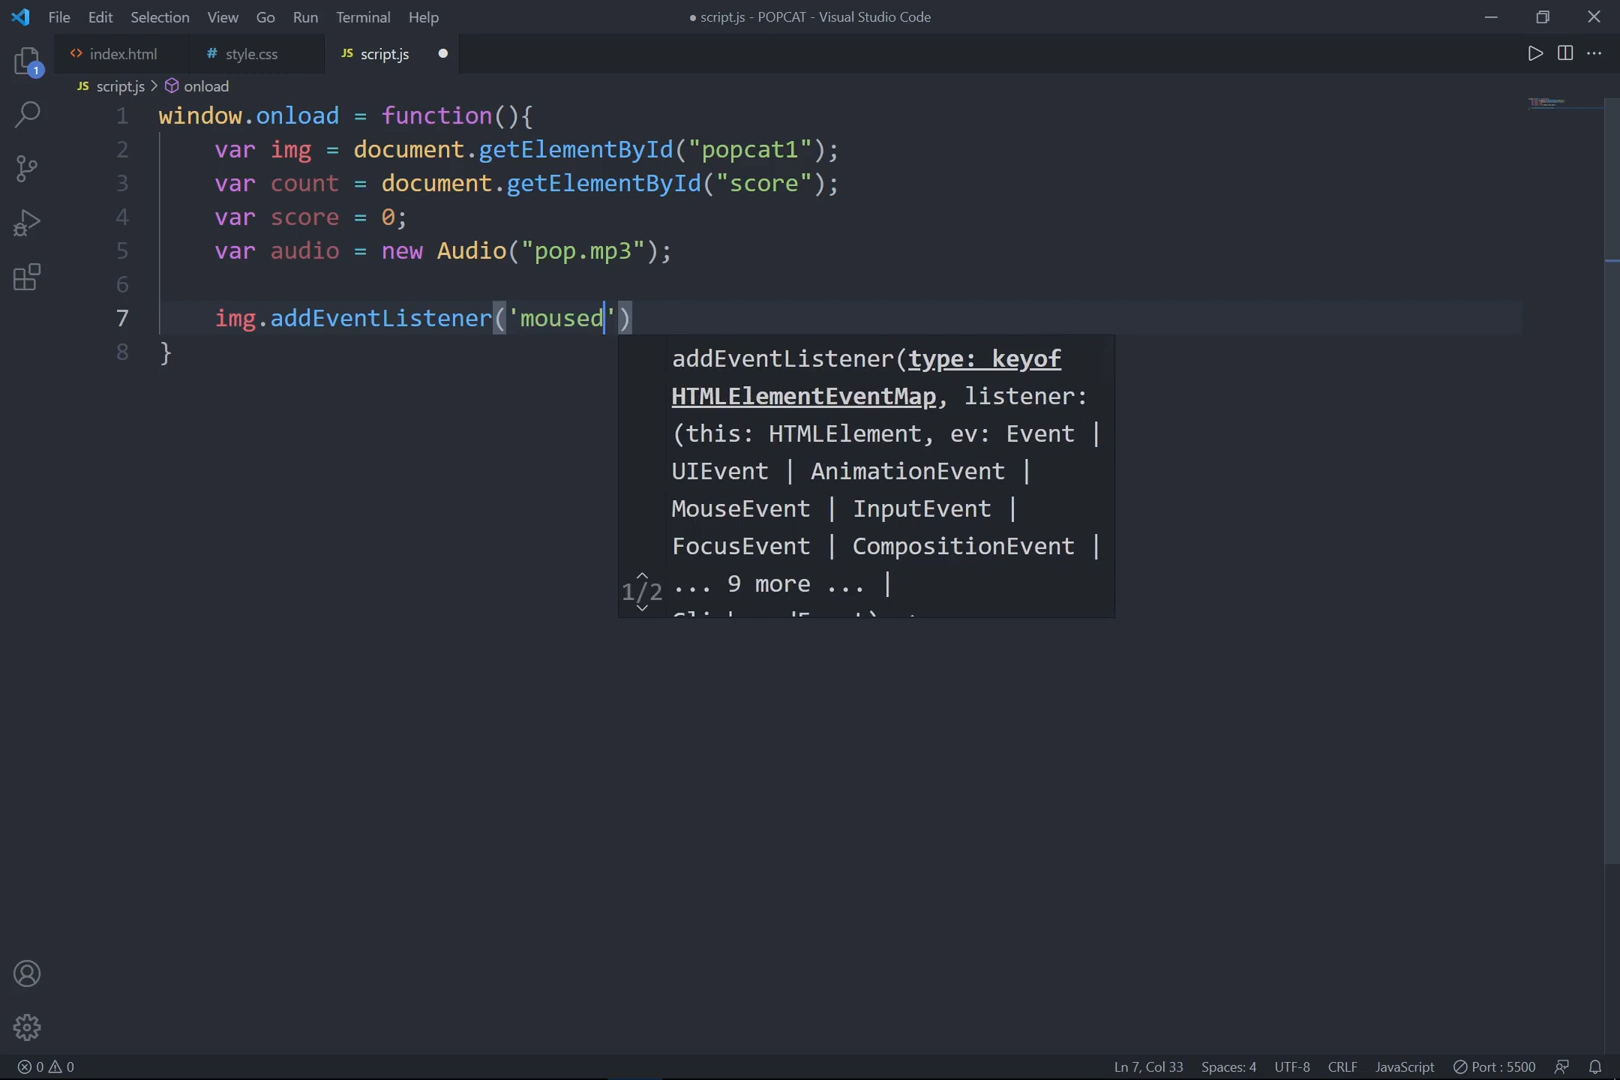 File Edit Selection View Go Run Terminal Help
● script.js - POPCAT - Visual Studio Code
<> index.html # style.css JS script.js ●
1
JS script.js > onload
1 window.onload = function(){
2 var img = document.getElementById("popcat1");
3 var count = document.getElementById("score");
4 var score = 0;
5 var audio = new Audio("pop.mp3");
6
7 img.addEventListener('moused')
8 }
addEventListener(type: keyof
HTMLElementEventMap, listener:
(this: HTMLElement, ev: Event |
UIEvent | AnimationEvent |
MouseEvent | InputEvent |
FocusEvent | CompositionEvent |
1/2 ... 9 more ... |
0 0 Ln 7, Col 33 Spaces: 4 UTF-8 CRLF JavaScript Port : 5500